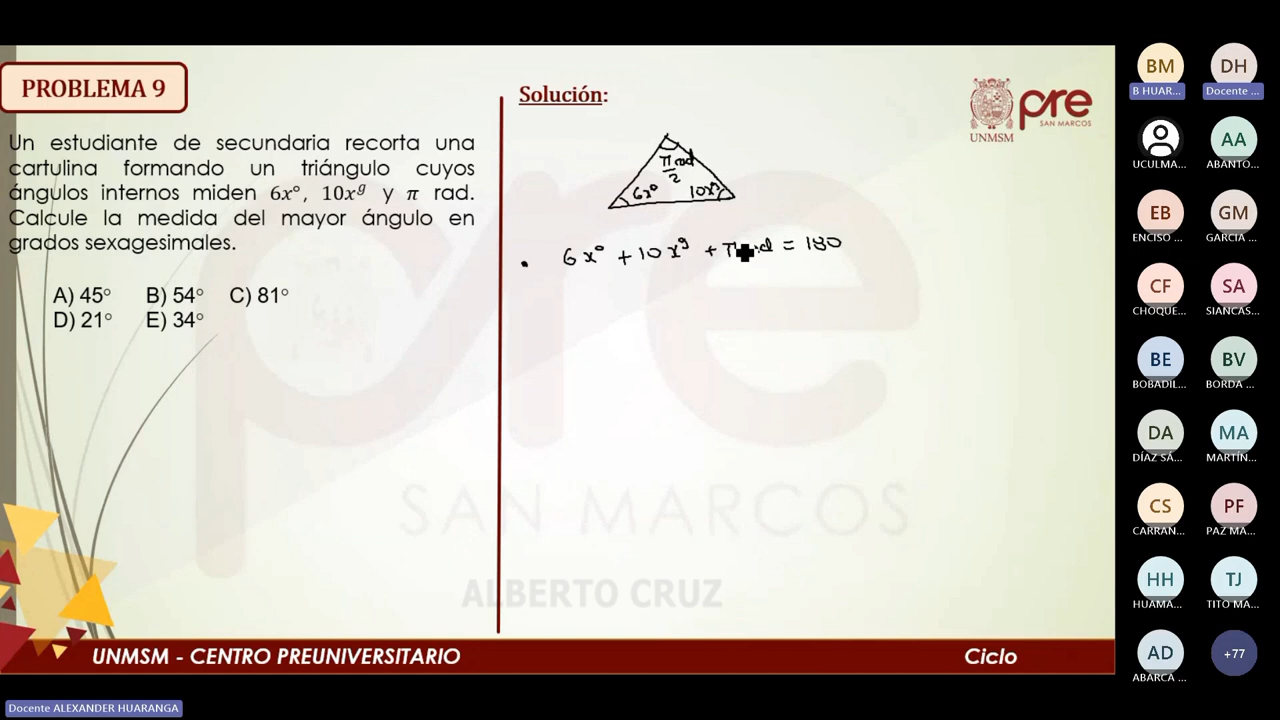 PROBLEMA 9
Un estudiante de secundaria recorta una
cartulina formando un triángulo cuyos
ángulos internos miden 6x°, 10xᵍ y π rad.
Calcule la medida del mayor ángulo en
grados sexagesimales.
A) 45° B) 54° C) 81°
D) 21° E) 34°
Solución:
π/2 rad
6x° 10xᵍ
6x° + 10xᵍ + = 180
UNMSM
pre
SAN MARCOS
pre
SAN MARCOS
ALBERTO CRUZ
UNMSM - CENTRO PREUNIVERSITARIO
Ciclo
BM
B HUAR...
DH
Docente ...
UCULMA...
AA
ABANTO...
EB
ENCISO ...
GM
GARCIA ...
CF
CHOQUE...
SA
SIANCAS...
BE
BOBADIL...
BV
BORDA ...
DA
DÍAZ SÁ...
MA
MARTÍN...
CS
CARRAN...
PF
PAZ MA...
HH
HUAMA...
TJ
TITO MA...
AD
ABARCA ...
+77
Docente ALEXANDER HUARANGA